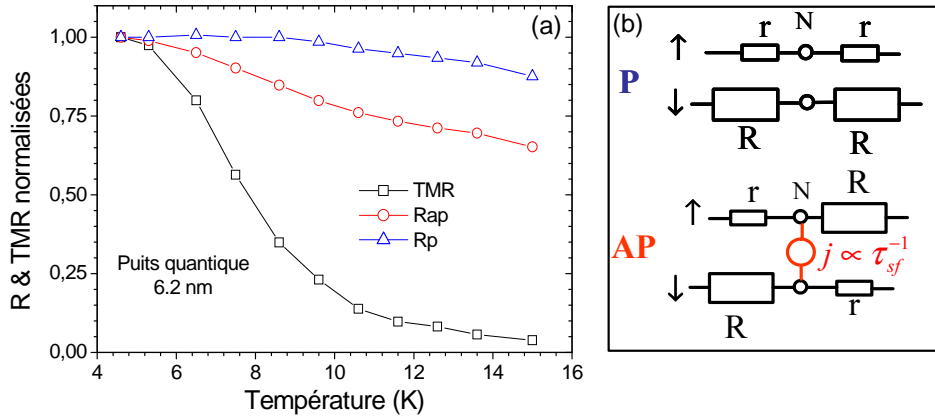 (a)
1,00
0,75
0,50
0,25
0,00
R & TMR normalisées
TMR
Rap
Rp
Puits quantique
6.2 nm
4 6 8 10 12 14 16
Température (K)
(b)
P
↑ r N r
↓
R R
AP
↑ r N R
j ∝ τ_sf^-1
↓ R r